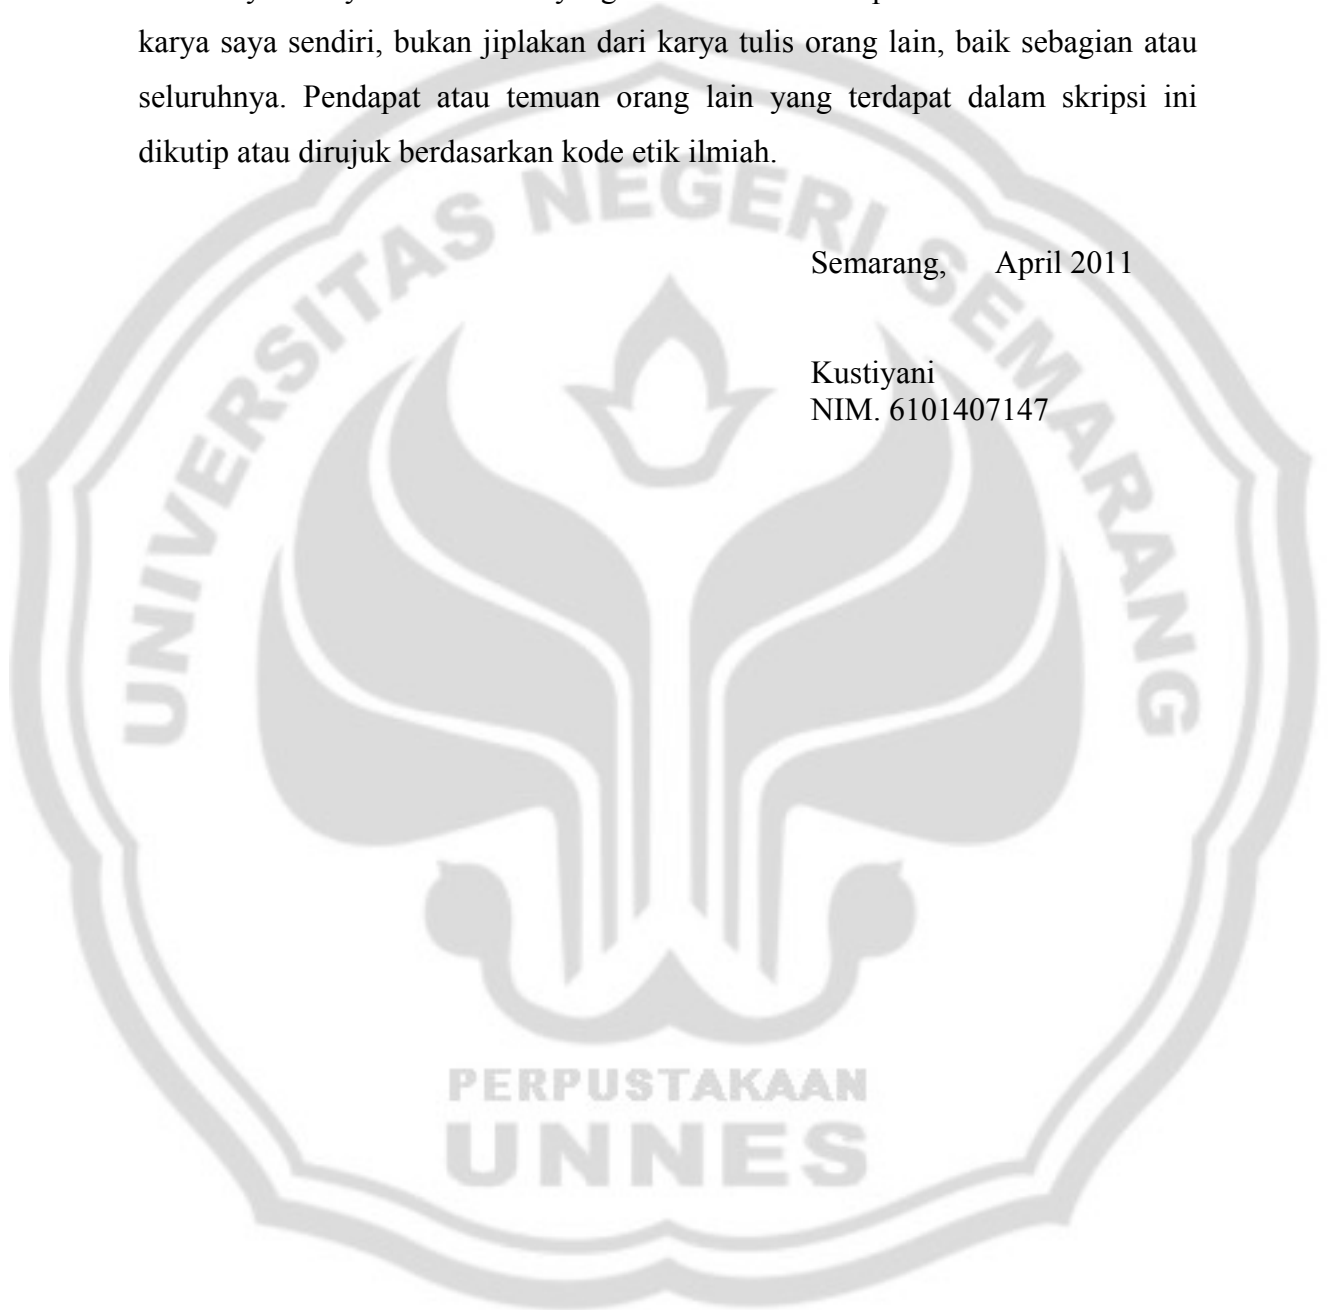 karya saya sendiri, bukan jiplakan dari karya tulis orang lain, baik sebagian atau
seluruhnya. Pendapat atau temuan orang lain yang terdapat dalam skripsi ini
dikutip atau dirujuk berdasarkan kode etik ilmiah.
UNIVERSITAS NEGERI SEMARANG
Semarang, April 2011
Kustiyani
NIM. 6101407147
PERPUSTAKAAN
UNNES